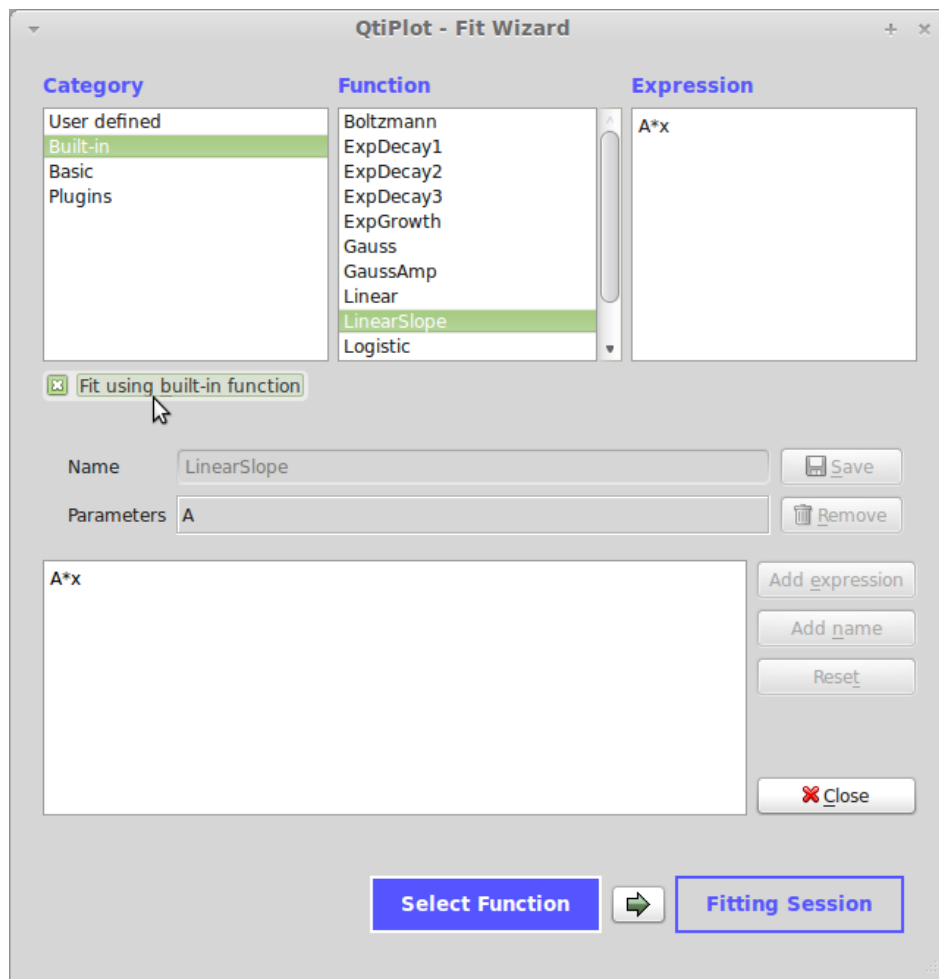 QtiPlot - Fit Wizard
Category
Function
Expression
User defined
Built-in
Basic
Plugins
Boltzmann
ExpDecay1
ExpDecay2
ExpDecay3
ExpGrowth
Gauss
GaussAmp
Linear
LinearSlope
Logistic
A*x
Fit using built-in function
Name
LinearSlope
Save
Parameters
A
Remove
A*x
Add expression
Add name
Reset
Close
Select Function
Fitting Session